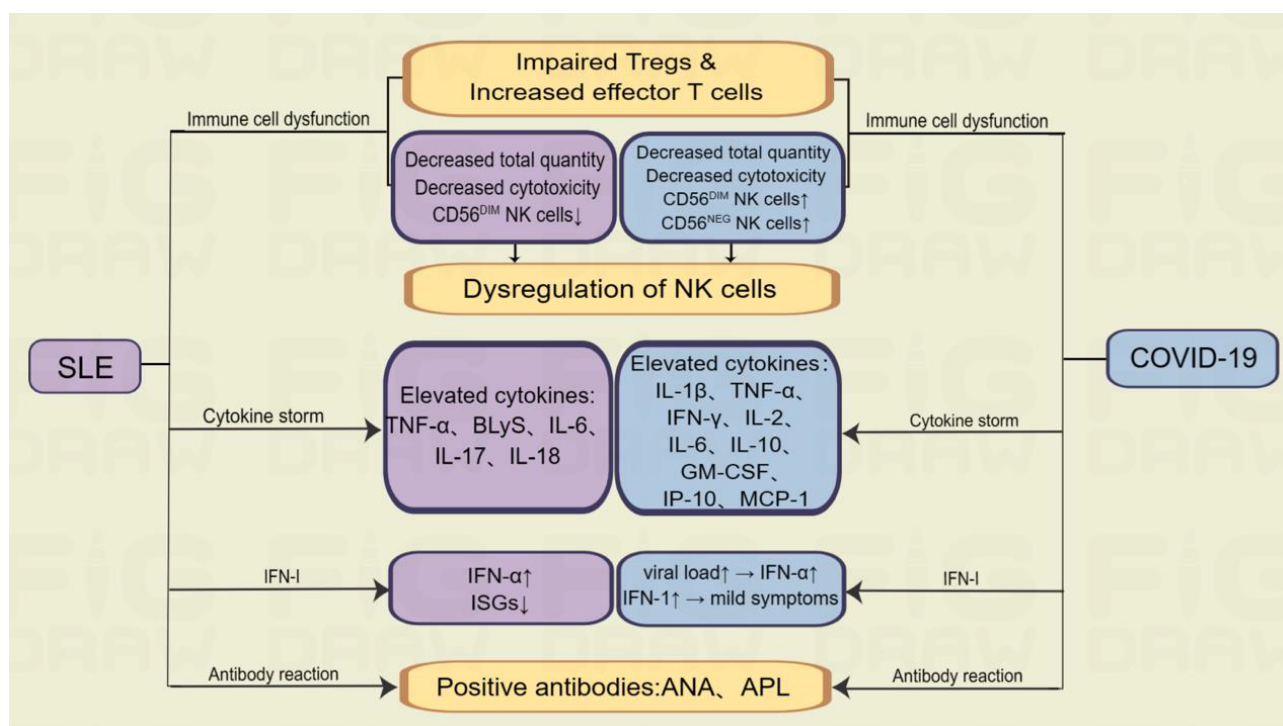 Impaired Tregs &
Increased effector T cells
Immune cell dysfunction
Immune cell dysfunction
Decreased total quantity
Decreased cytotoxicity
CD56DIM NK cells↓
Decreased total quantity
Decreased cytotoxicity
CD56DIM NK cells↑
CD56NEG NK cells↑
Dysregulation of NK cells
SLE
COVID-19
Cytokine storm
Elevated cytokines:
TNF-α、BLyS、IL-6、
IL-17、IL-18
Elevated cytokines:
IL-1β、TNF-α、
IFN-γ、IL-2、
IL-6、IL-10、
GM-CSF、
IP-10、MCP-1
Cytokine storm
IFN-I
IFN-α↑
ISGs↓
viral load↑ → IFN-α↑
IFN-1↑ → mild symptoms
IFN-I
Antibody reaction
Positive antibodies:ANA、APL
Antibody reaction
FIG
DRAW